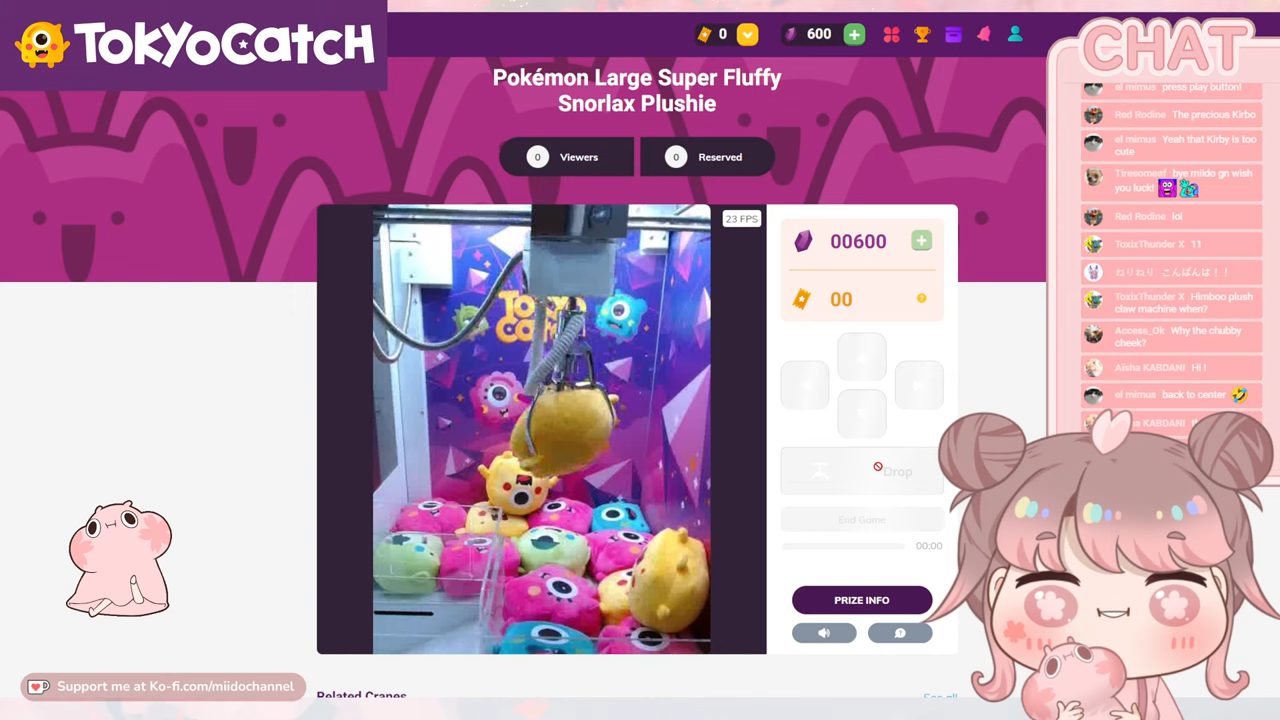 TOKYOCATCH
0
600
CHAT
Pokémon Large Super Fluffy
Snorlax Plushie
0 Viewers
0 Reserved
23 FPS
00600
00
Drop
End Game
00:00
PRIZE INFO
Related Cranes
See all
Support me at Ko-fi.com/miidochannel
el mimus press play button!
Red Rodine The precious Kirbo
el mimus Yeah that Kirby is too
cute
Tiresomeaf bye miido gn wish
you luck!
Red Rodine lol
ToxixThunder X 11
ねりねり こんばんは！！
ToxixThunder X Himboo plush
claw machine when?
Access_Ok Why the chubby
cheek?
Aiisha KABDANI Hi !
el mimus back to center
KABDANI